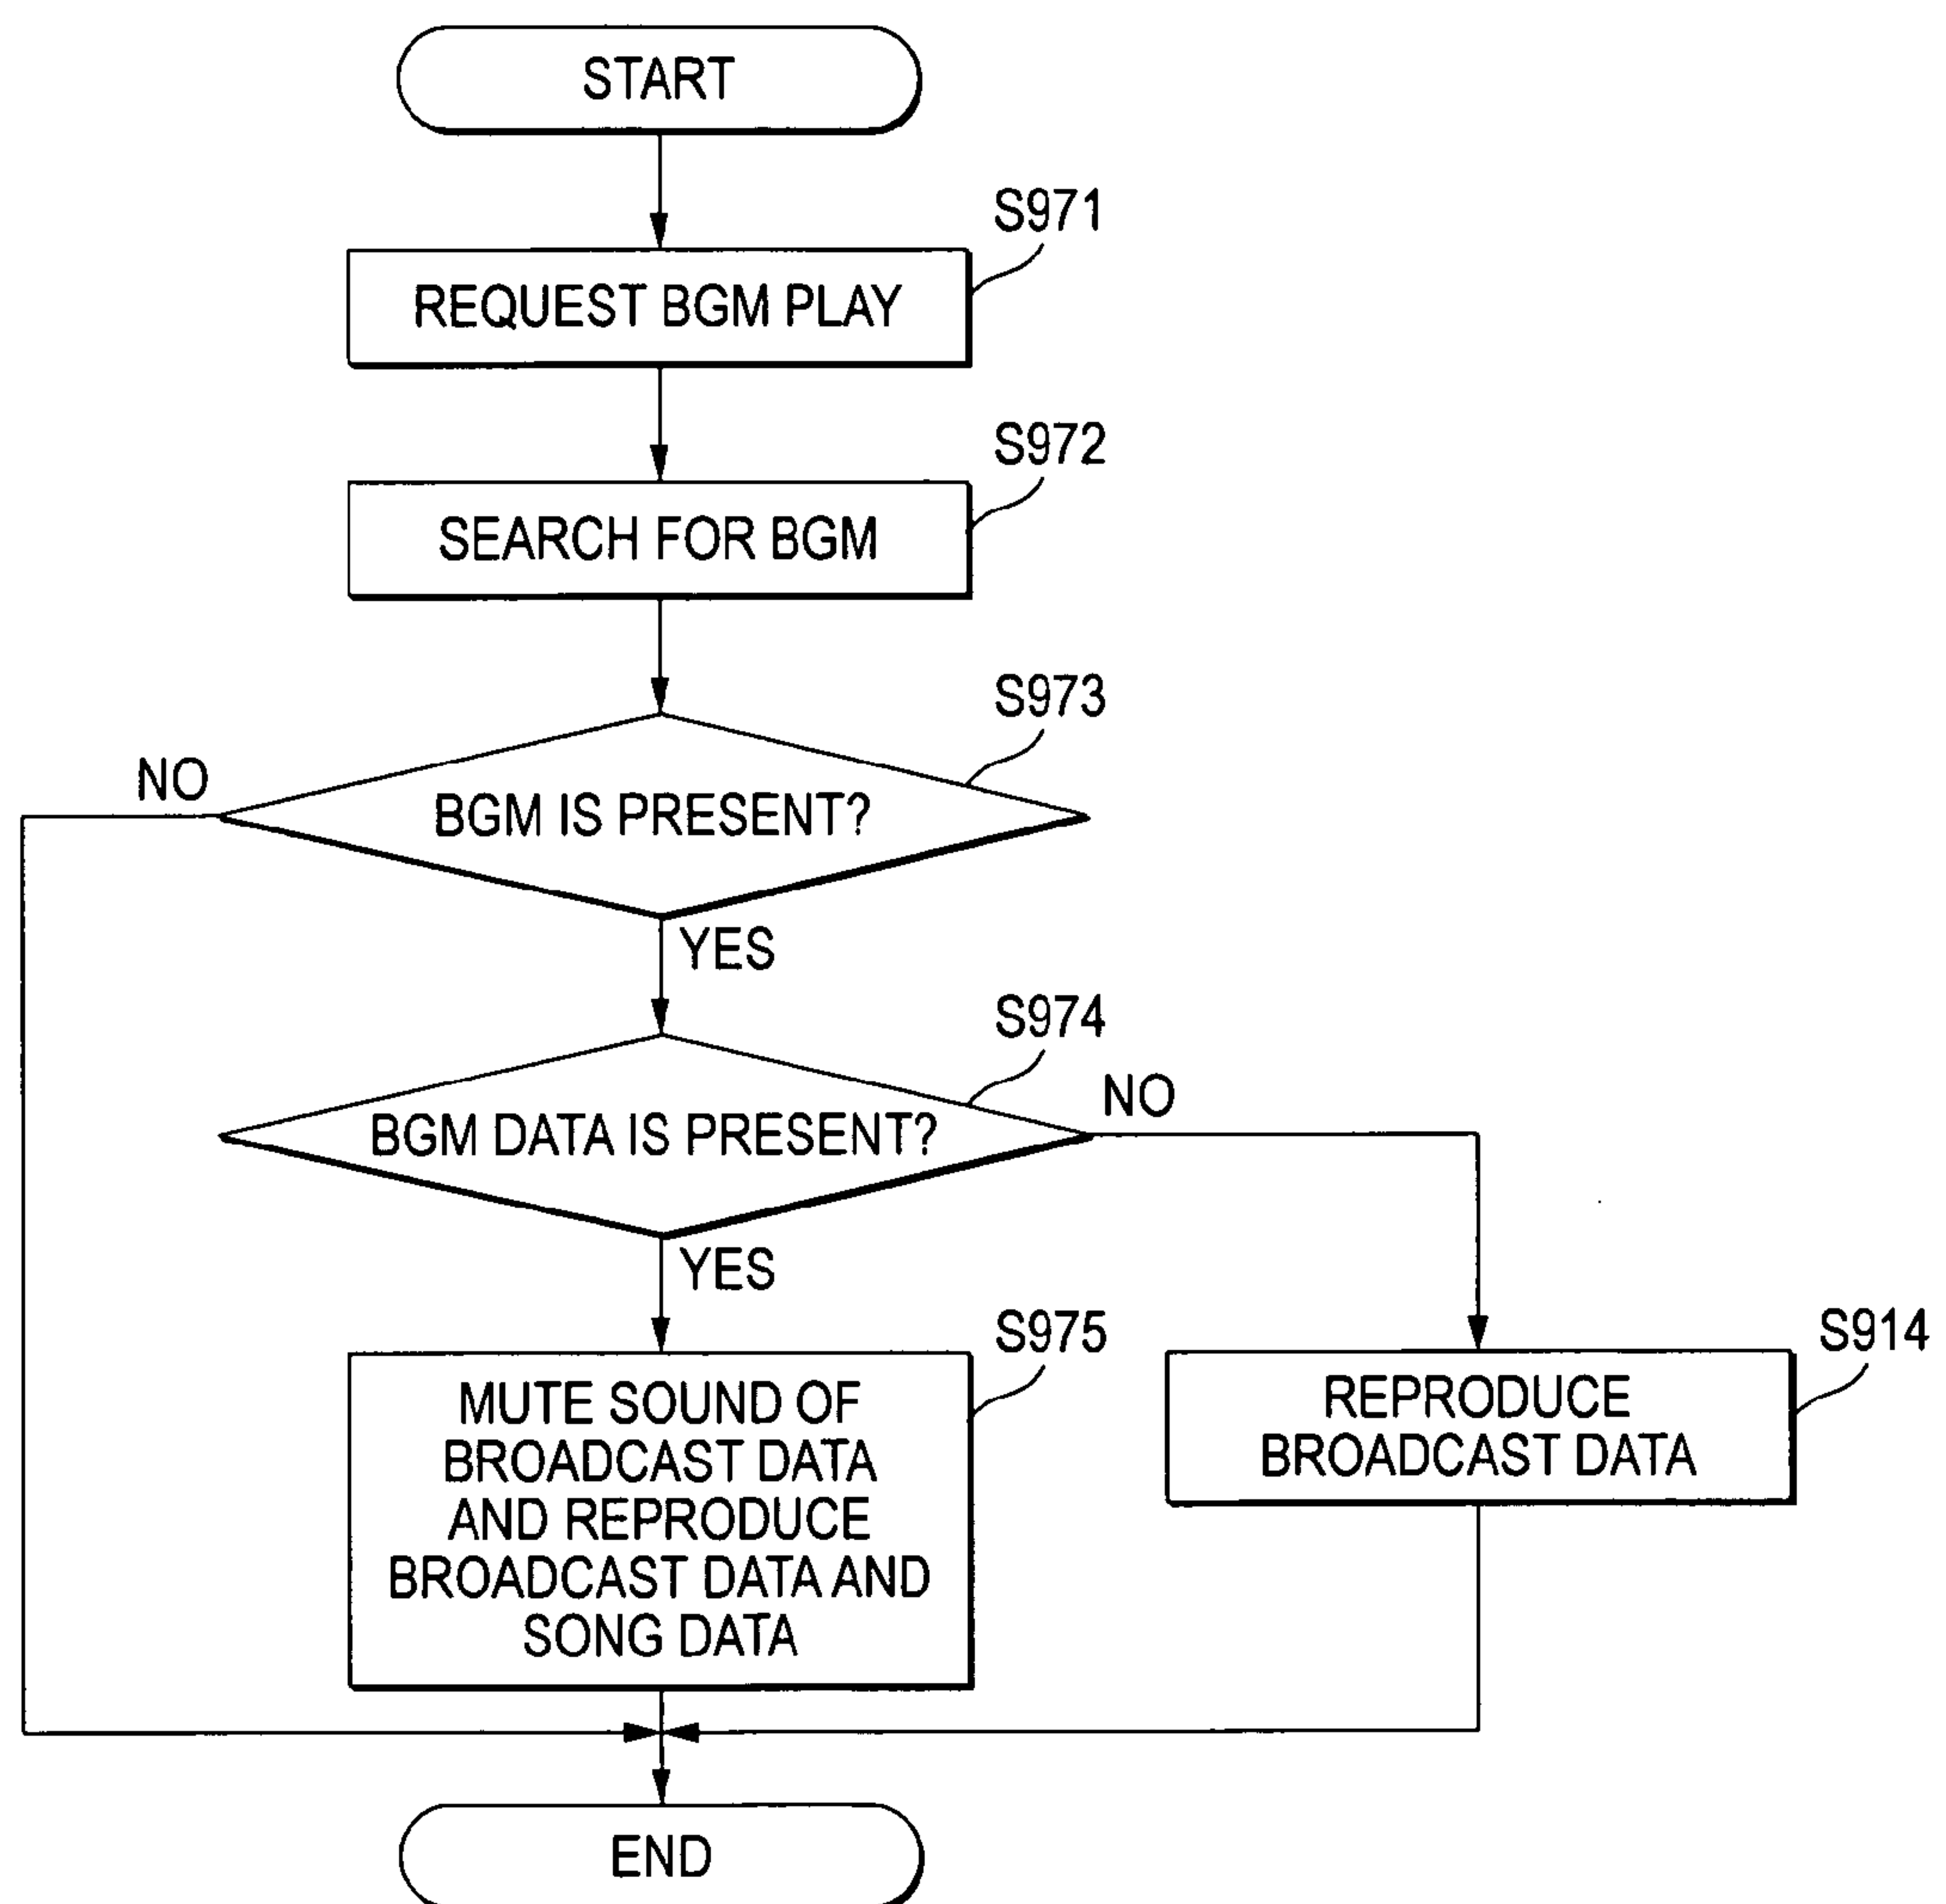 START
S971
REQUEST BGM PLAY
S972
SEARCH FOR BGM
S973
NO
BGM IS PRESENT?
YES
S974
NO
BGM DATA IS PRESENT?
YES
S975
S914
MUTE SOUND OF
BROADCAST DATA
AND REPRODUCE
BROADCAST DATA AND
SONG DATA
REPRODUCE
BROADCAST DATA
END